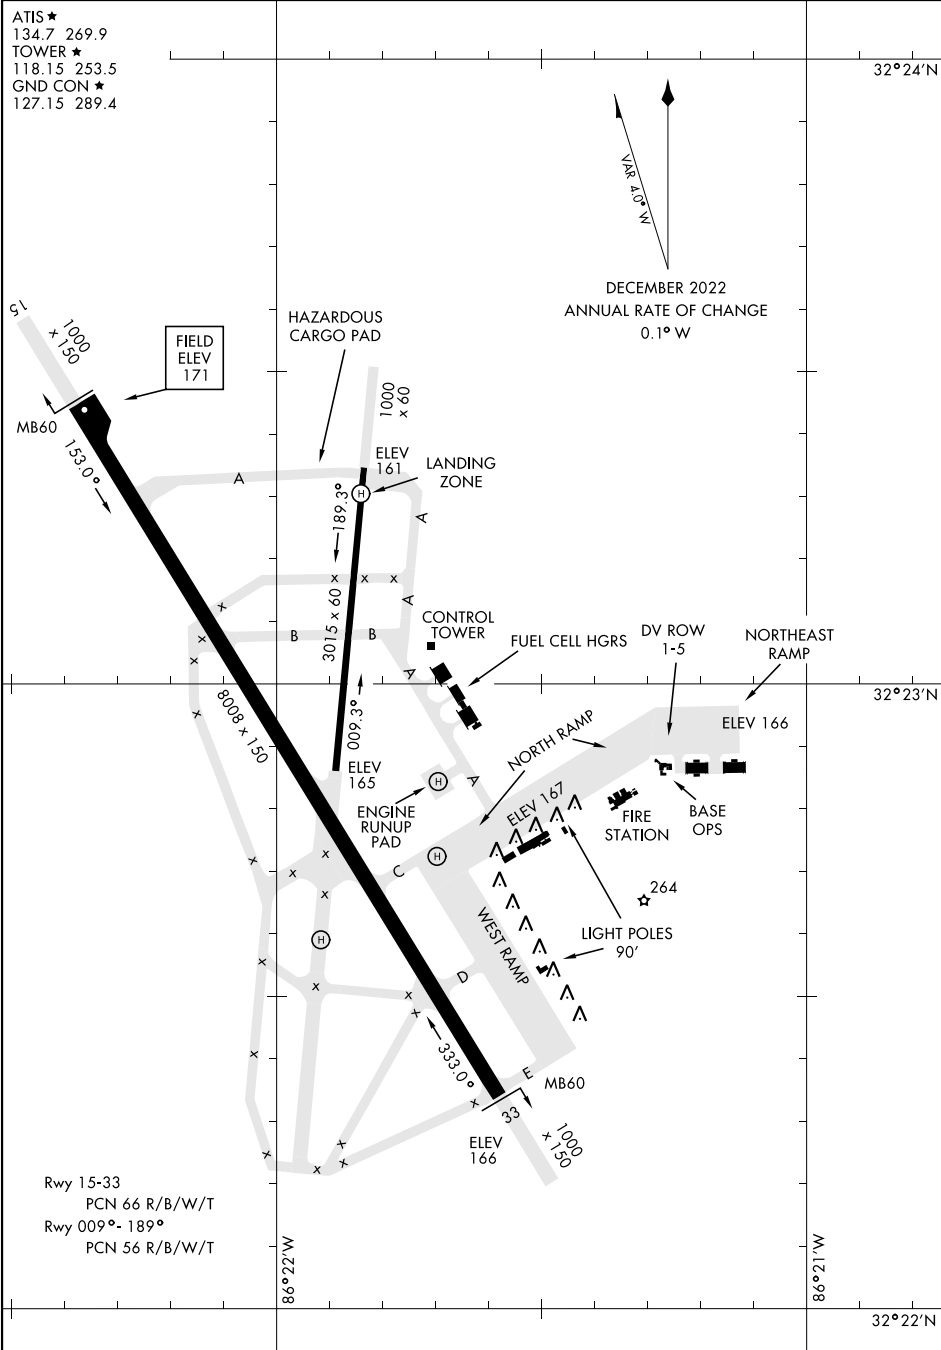 ATIS ★
134.7 269.9
TOWER ★
118.15 253.5
GND CON ★
127.15 289.4
32°24'N
VAR 4.0° W
DECEMBER 2022
ANNUAL RATE OF CHANGE
0.1° W
15
1000
x 150
FIELD
ELEV
171
HAZARDOUS
CARGO PAD
1000
x 60
MB60
153.0°
ELEV
161
LANDING
ZONE
A
H
189.3°
A
x x x
A
x
3015 x 60
CONTROL
TOWER
FUEL CELL HGRS
DV ROW
1-5
NORTHEAST
RAMP
x
B
B
x
A
32°23'N
8008 x 150
x
009.3°
NORTH RAMP
ELEV 166
ELEV
165
H
A
ENGINE
RUNUP
PAD
ELEV 167
FIRE
STATION
BASE
OPS
x
x
x
C
H
x
264
WEST RAMP
LIGHT POLES
90'
H
x
x
D
x
x
x
333.0°
E
MB60
x
33
ELEV
166
1000
x 150
x
x
x
x
Rwy 15-33
PCN 66 R/B/W/T
Rwy 009°- 189°
PCN 56 R/B/W/T
86°22'W
86°21'W
32°22'N